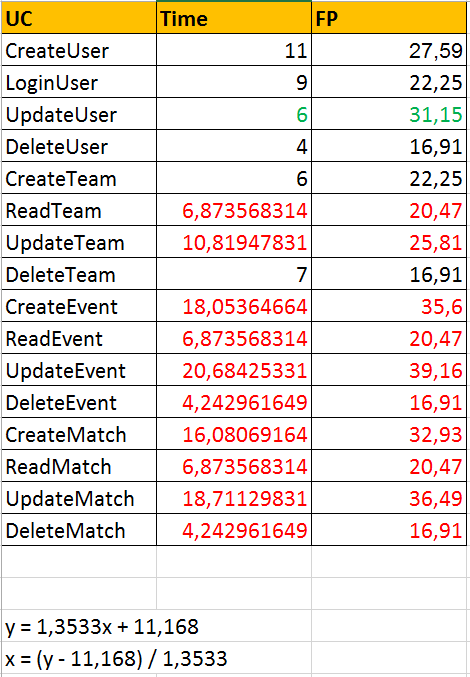 UC Time FP
CreateUser 11 27,59
LoginUser 9 22,25
UpdateUser 6 31,15
DeleteUser 4 16,91
CreateTeam 6 22,25
ReadTeam 6,873568314 20,47
UpdateTeam 10,81947831 25,81
DeleteTeam 7 16,91
CreateEvent 18,05364664 35,6
ReadEvent 6,873568314 20,47
UpdateEvent 20,68425331 39,16
DeleteEvent 4,242961649 16,91
CreateMatch 16,08069164 32,93
ReadMatch 6,873568314 20,47
UpdateMatch 18,71129831 36,49
DeleteMatch 4,242961649 16,91
y = 1,3533x + 11,168
x = (y - 11,168) / 1,3533